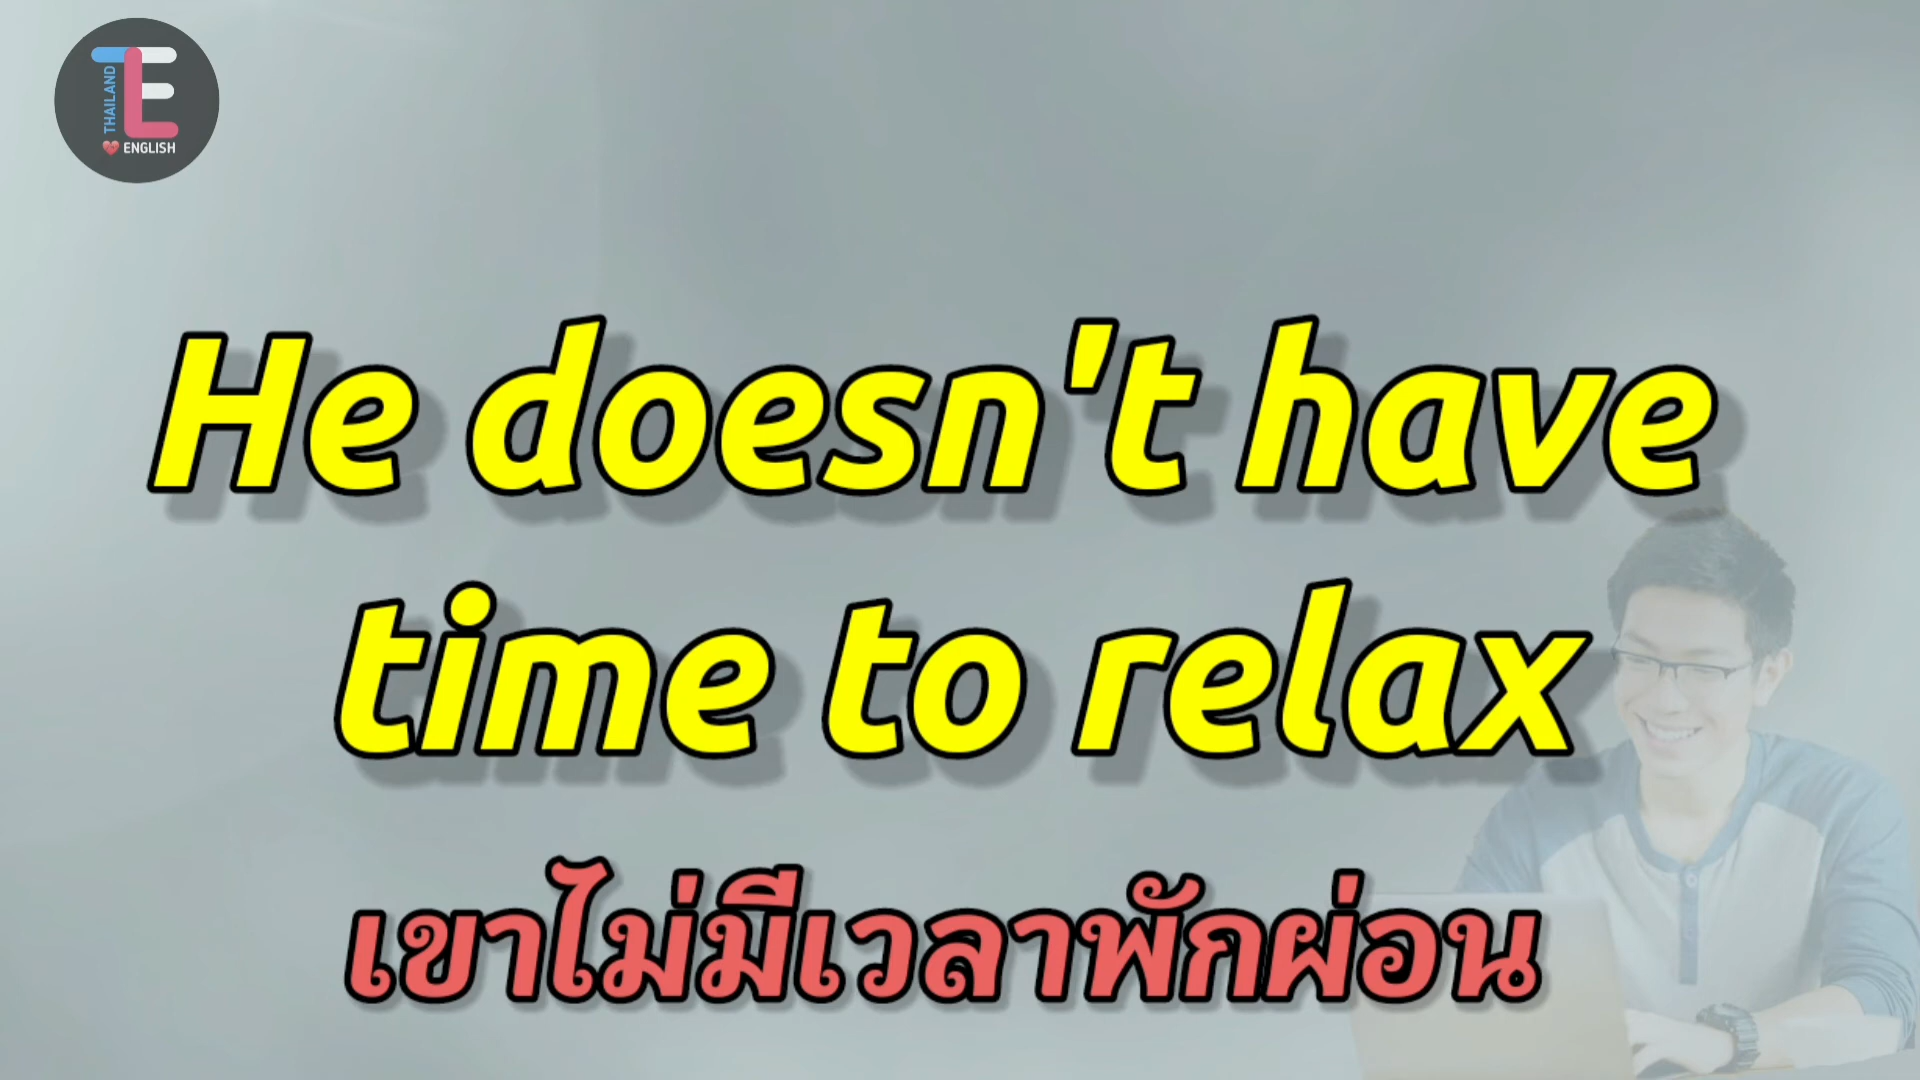 THAILAND
❤ ENGLISH
He doesn't have
time to relax
เขาไม่มีเวลาพักผ่อน